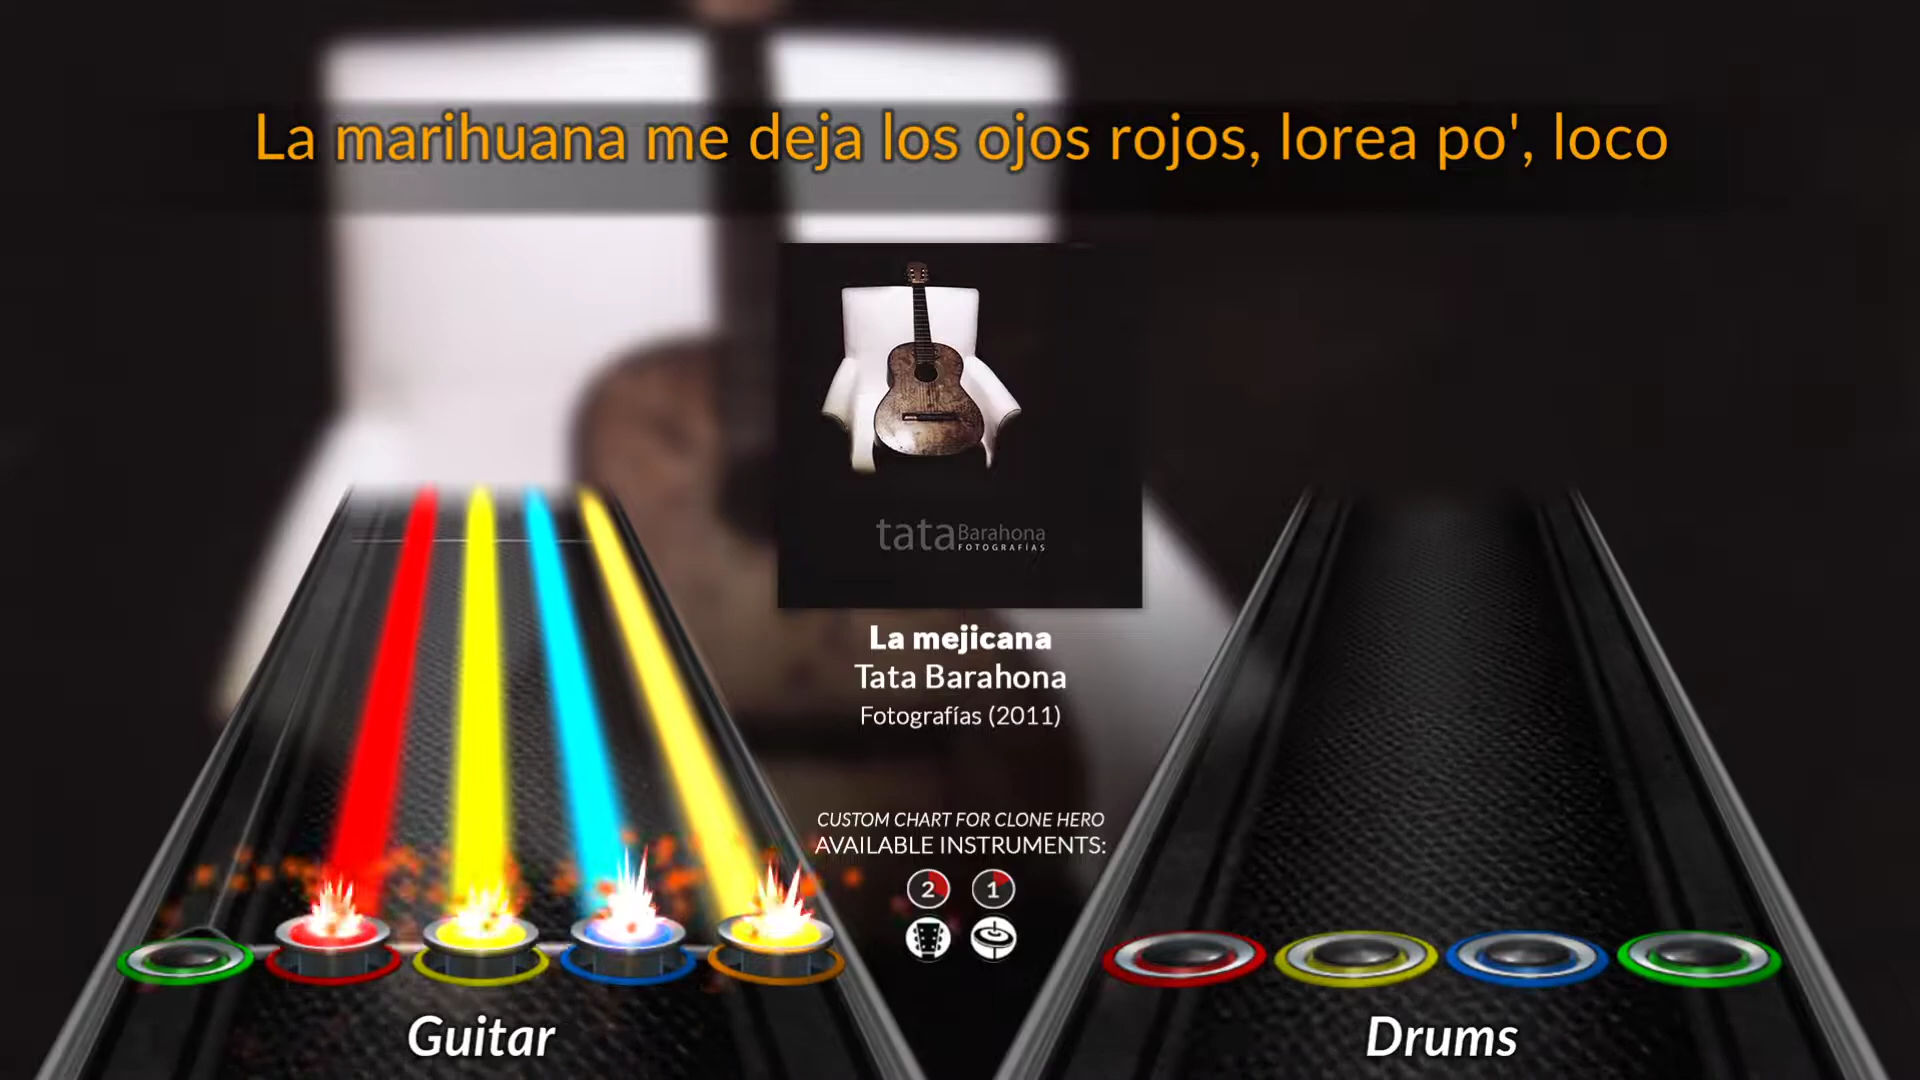 La marihuana me deja los ojos rojos, lorea po', loco
tata Barahona
FOTOGRAFÍAS
La mejicana
Tata Barahona
Fotografías (2011)
CUSTOM CHART FOR CLONE HERO
AVAILABLE INSTRUMENTS:
2 1
Guitar Drums